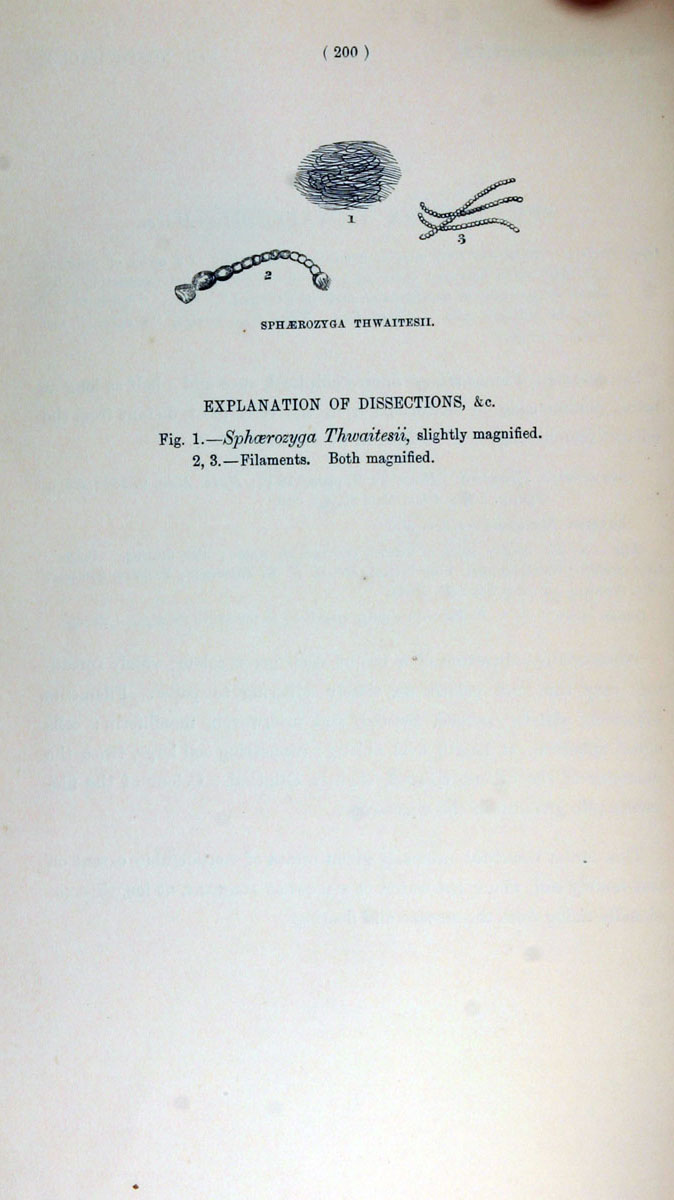 ( 200 )
1
3
2
SPHÆROZYGA THWAITESII.
EXPLANATION OF DISSECTIONS, &c.
Fig. 1.—Sphærozyga Thwaitesii, slightly magnified.
2, 3.—Filaments. Both magnified.